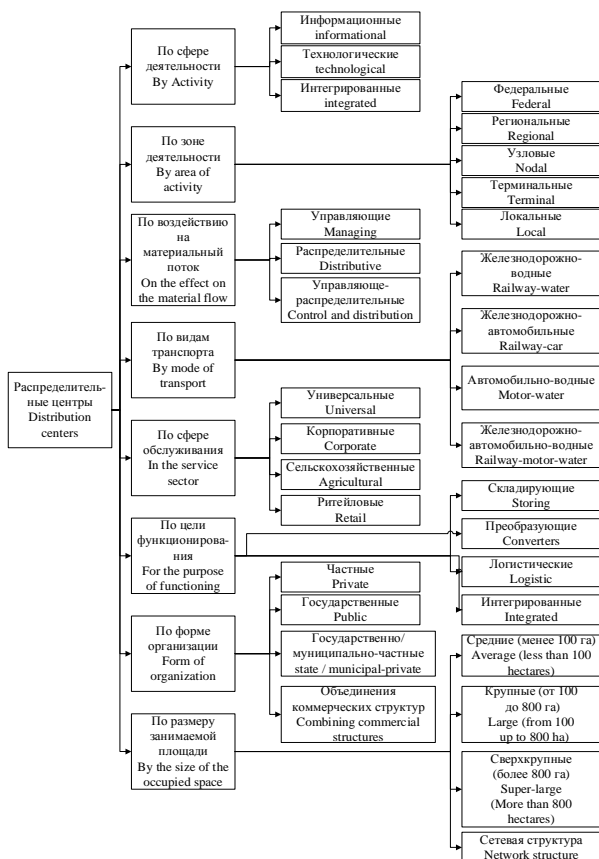 Распределитель-
ные центры
Distribution
centers
По сфере
деятельности
By Activity
Информационные
informational
Технологические
technological
Интегрированные
integrated
По зоне
деятельности
By area of
activity
Федеральные
Federal
Региональные
Regional
Узловые
Nodal
Терминальные
Terminal
Локальные
Local
По воздействию
на
материальный
поток
On the effect on
the material flow
Управляющие
Managing
Распределительные
Distributive
Управляюще-
распределительные
Control and distribution
По видам
транспорта
By mode of
transport
Железнодорожно-
водные
Railway-water
Железнодорожно-
автомобильные
Railway-car
Автомобильно-водные
Motor-water
Железнодорожно-
автомобильно-водные
Railway-motor-water
По сфере
обслуживания
In the service
sector
Универсальные
Universal
Корпоративные
Corporate
Сельскохозяйственные
Agricultural
Ритейловые
Retail
По цели
функционирова-
ния
For the purpose
of functioning
Складирующие
Storing
Преобразующие
Converters
Логистические
Logistic
Интегрированные
Integrated
По форме
организации
Form of
organization
Частные
Private
Государственные
Public
Государственно/
муниципально-частные
state / municipal-private
Объединения
коммерческих структур
Combining commercial
structures
По размеру
занимаемой
площади
By the size of
the occupied
space
Средние (менее 100 га)
Average (less than 100
hectares)
Крупные (от 100
до 800 га)
Large (from 100
up to 800 ha)
Сверхкрупные
(более 800 га)
Super-large
(More than 800
hectares)
Сетевая структура
Network structure